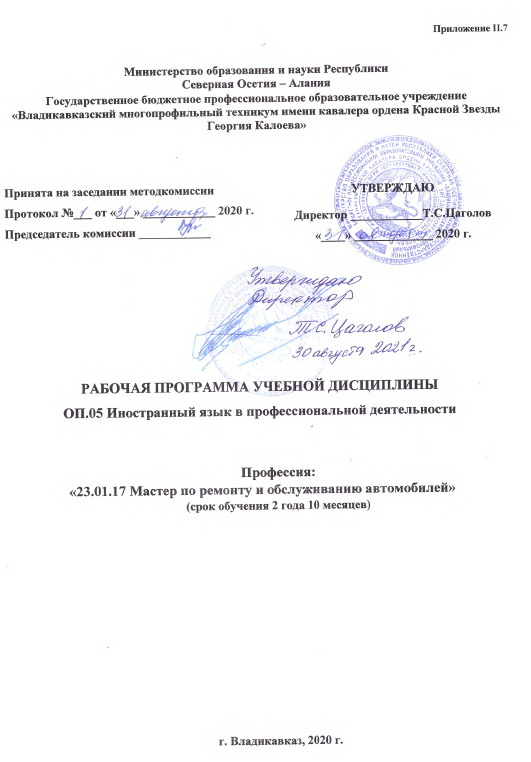 Приложение II.7
Министерство образования и науки Республики
Северная Осетия – Алания
Государственное бюджетное профессиональное образовательное учреждение
«Владикавказский многопрофильный техникум имени кавалера ордена Красной Звезды
Георгия Калоева»
Принята на заседании методкомиссии
Протокол № 1 от «31» августа 2020 г.
Председатель комиссии
УТВЕРЖДАЮ
Директор Т.С.Цаголов
«31» августа 2020 г.
Утверждаю
Директор
Т.С. Цаголов
30 августа 2021 г.
РАБОЧАЯ ПРОГРАММА УЧЕБНОЙ ДИСЦИПЛИНЫ
ОП.05 Иностранный язык в профессиональной деятельности
Профессия:
«23.01.17 Мастер по ремонту и обслуживанию автомобилей»
(срок обучения 2 года 10 месяцев)
г. Владикавказ, 2020 г.